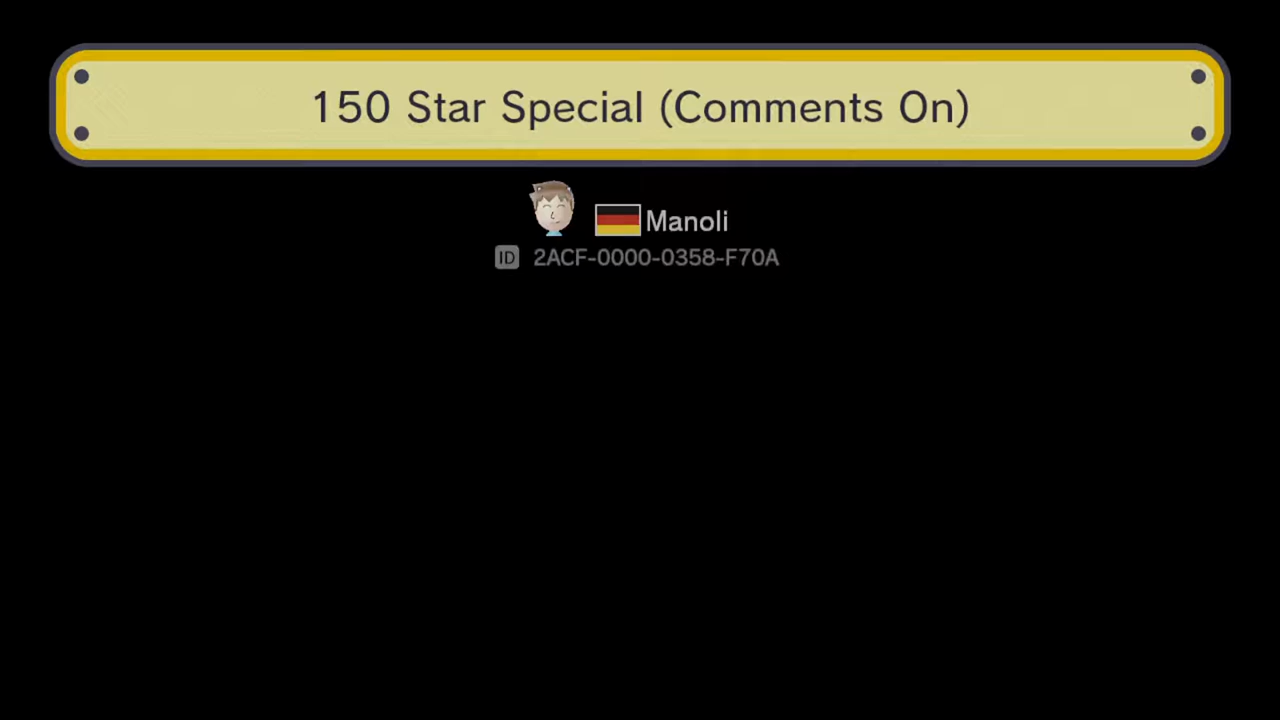 150 Star Special (Comments On)
Manoli
ID 2ACF-0000-0358-F70A